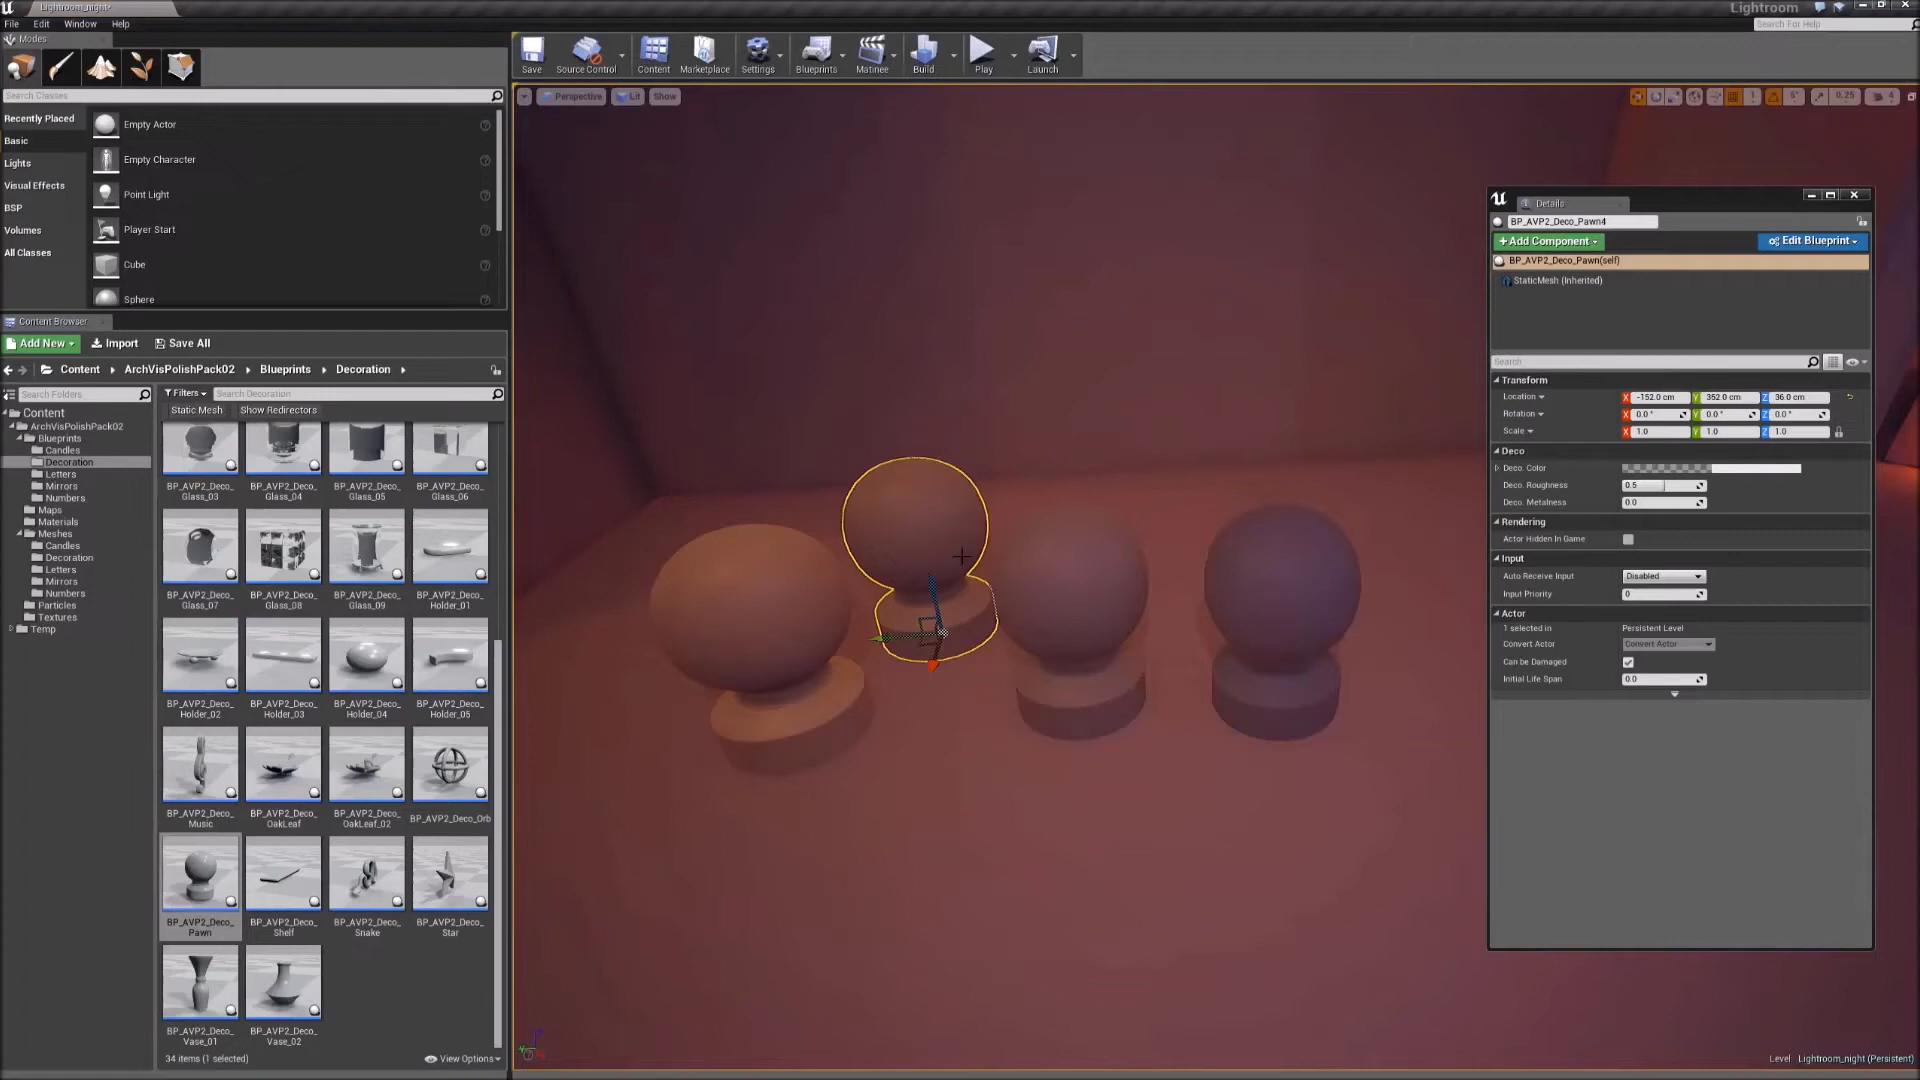 Lightroom_night*
Lightroom
File Edit Window Help
Search For Help
Modes
Save Source Control Content Marketplace Settings Blueprints Matinee Build Play Launch
Search Classes
Perspective Lit Show
1 5° 0.25 4
Recently Placed
Basic
Lights
Visual Effects
BSP
Volumes
All Classes
Empty Actor
Empty Character
Point Light
Player Start
Cube
Sphere
Content Browser
Add New Import Save All
Content ArchVisPolishPack02 Blueprints Decoration
Search Folders
Filters Search Decoration
Static Mesh Show Redirectors
Content
ArchVisPolishPack02
Blueprints
Candles
Decoration
Letters
Mirrors
Numbers
Maps
Materials
Meshes
Candles
Decoration
Letters
Mirrors
Numbers
Particles
Textures
Temp
BP_AVP2_Deco_
Glass_03
BP_AVP2_Deco_
Glass_04
BP_AVP2_Deco_
Glass_05
BP_AVP2_Deco_
Glass_06
BP_AVP2_Deco_
Glass_07
BP_AVP2_Deco_
Glass_08
BP_AVP2_Deco_
Glass_09
BP_AVP2_Deco_
Holder_01
BP_AVP2_Deco_
Holder_02
BP_AVP2_Deco_
Holder_03
BP_AVP2_Deco_
Holder_04
BP_AVP2_Deco_
Holder_05
BP_AVP2_Deco_
Music
BP_AVP2_Deco_
OakLeaf
BP_AVP2_Deco_
OakLeaf_02
BP_AVP2_Deco_Orb
BP_AVP2_Deco_
Pawn
BP_AVP2_Deco_
Shelf
BP_AVP2_Deco_
Snake
BP_AVP2_Deco_
Star
BP_AVP2_Deco_
Vase_01
BP_AVP2_Deco_
Vase_02
34 items (1 selected)
View Options
Details
BP_AVP2_Deco_Pawn4
+Add Component
Edit Blueprint
BP_AVP2_Deco_Pawn(self)
StaticMesh (Inherited)
Search
Transform
Location X -152.0 cm Y 352.0 cm Z 36.0 cm
Rotation X 0.0 ° Y 0.0 ° Z 0.0 °
Scale X 1.0 Y 1.0 Z 1.0
Deco
Deco. Color
Deco. Roughness 0.5
Deco. Metalness 0.0
Rendering
Actor Hidden In Game
Input
Auto Receive Input Disabled
Input Priority 0
Actor
1 selected in Persistent Level
Convert Actor Convert Actor
Can be Damaged
Initial Life Span 0.0
Level: Lightroom_night (Persistent)